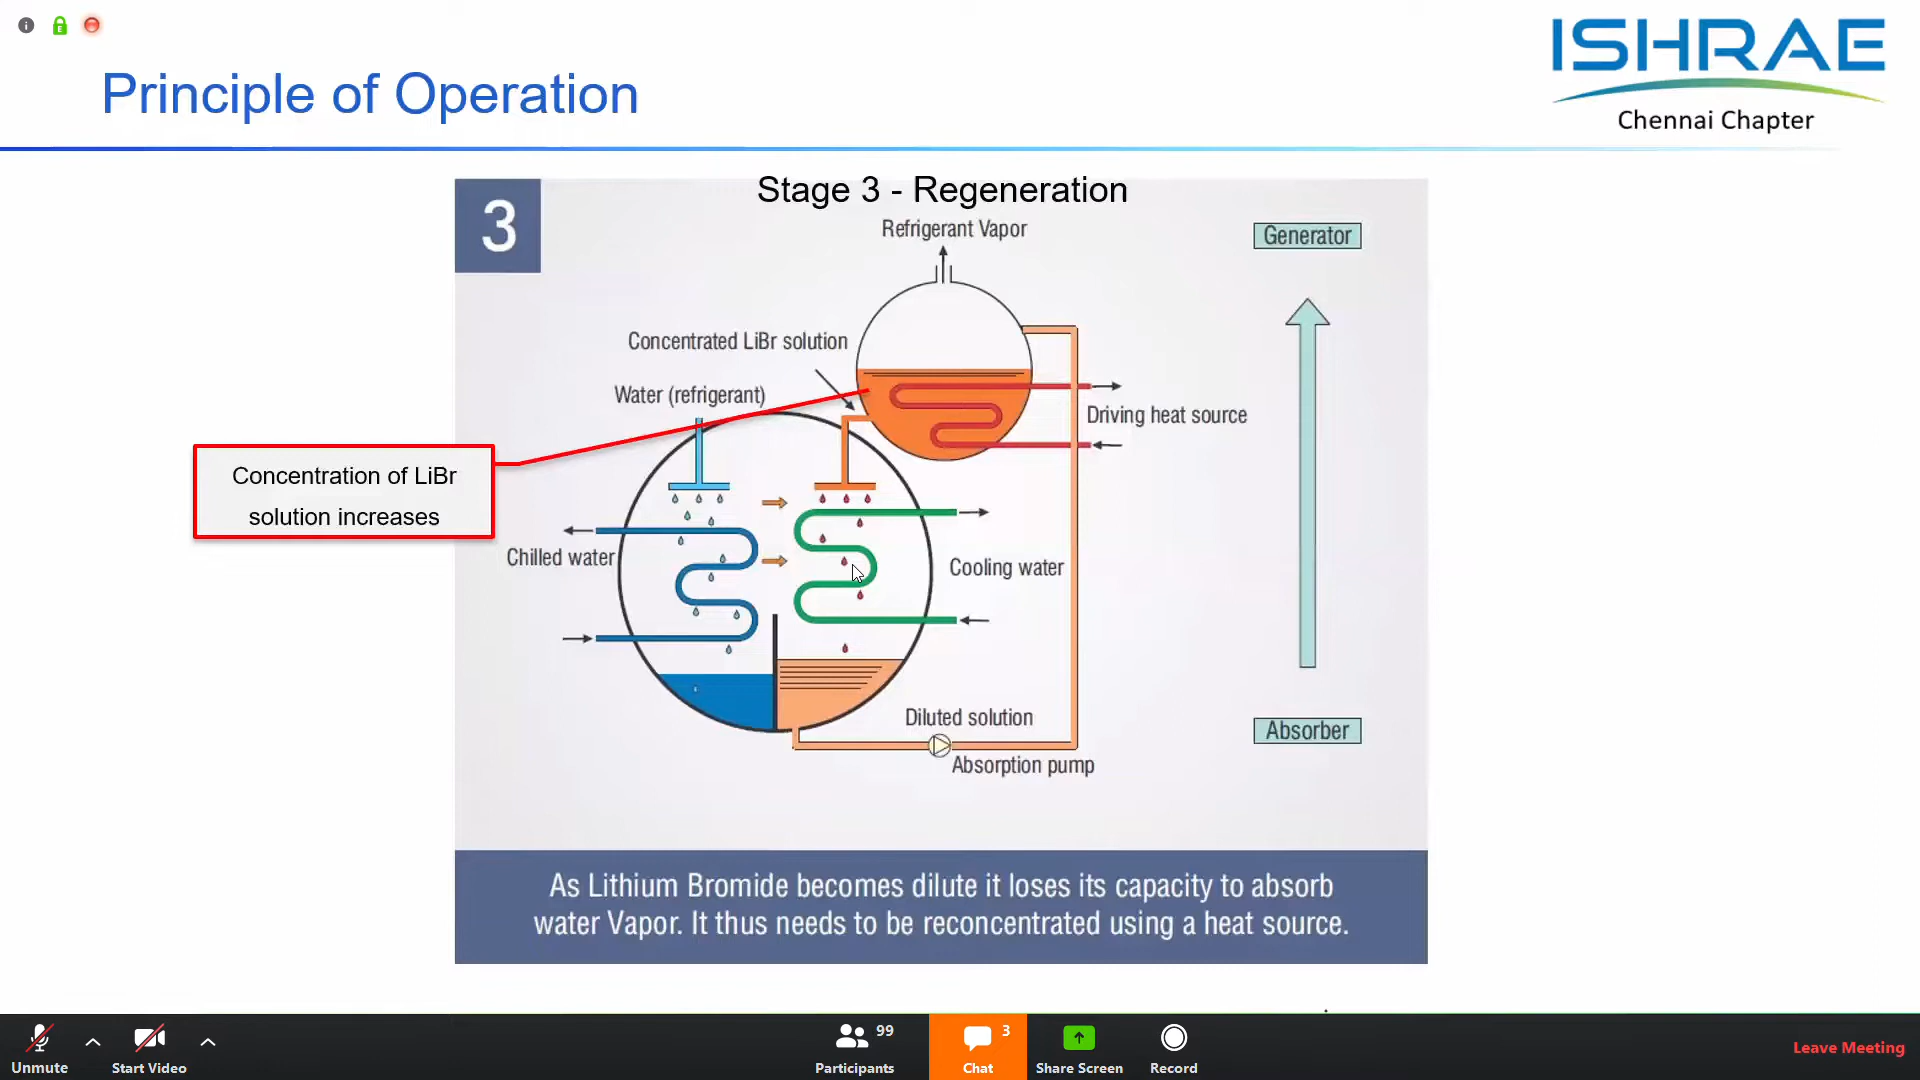 ISHRAE
Chennai Chapter
Principle of Operation
Stage 3 - Regeneration
3
Refrigerant Vapor
Generator
Concentrated LiBr solution
Water (refrigerant)
Driving heat source
Concentration of LiBr
solution increases
Chilled water
Cooling water
Diluted solution
Absorber
Absorption pump
As Lithium Bromide becomes dilute it loses its capacity to absorb
water Vapor. It thus needs to be reconcentrated using a heat source.
Unmute
Start Video
99
Participants
3
Chat
Share Screen
Record
Leave Meeting